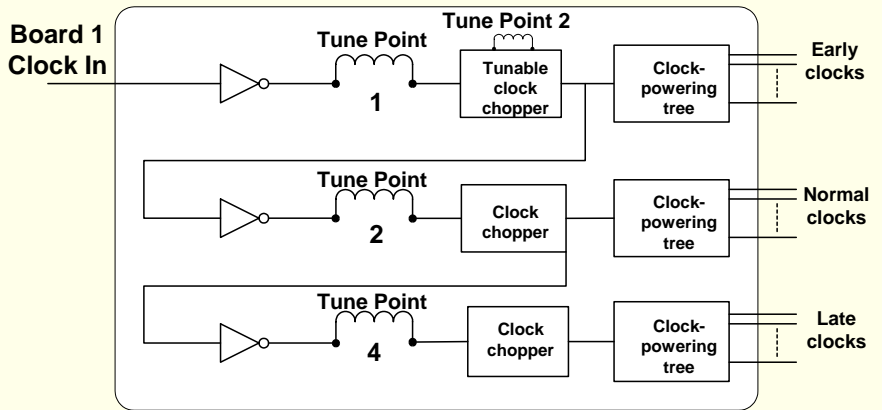 Board 1
Clock In
Tune Point
1
Tune Point 2
Tunable
clock
chopper
Clock-
powering
tree
Early
clocks
Tune Point
2
Clock
chopper
Clock-
powering
tree
Normal
clocks
Tune Point
4
Clock
chopper
Clock-
powering
tree
Late
clocks